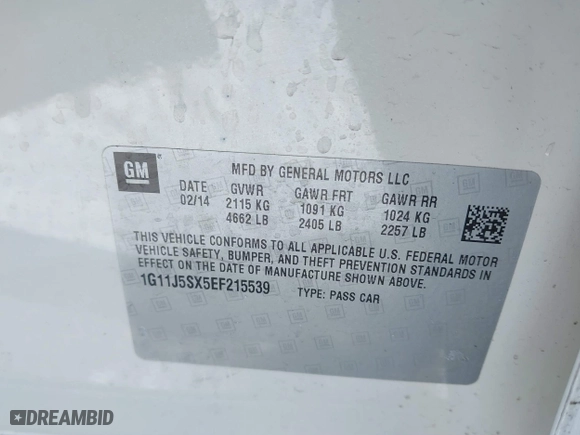 GM
MFD BY GENERAL MOTORS LLC
DATE GVWR GAWR FRT GAWR RR
02/14 2115 KG 1091 KG 1024 KG
4662 LB 2405 LB 2257 LB
THIS VEHICLE CONFORMS TO ALL APPLICABLE U.S. FEDERAL MOTOR
VEHICLE SAFETY, BUMPER, AND THEFT PREVENTION STANDARDS IN
EFFECT ON THE DATE OF MANUFACTURE SHOWN ABOVE.
1G11J5SX5EF215539 TYPE: PASS CAR
DREAMBID